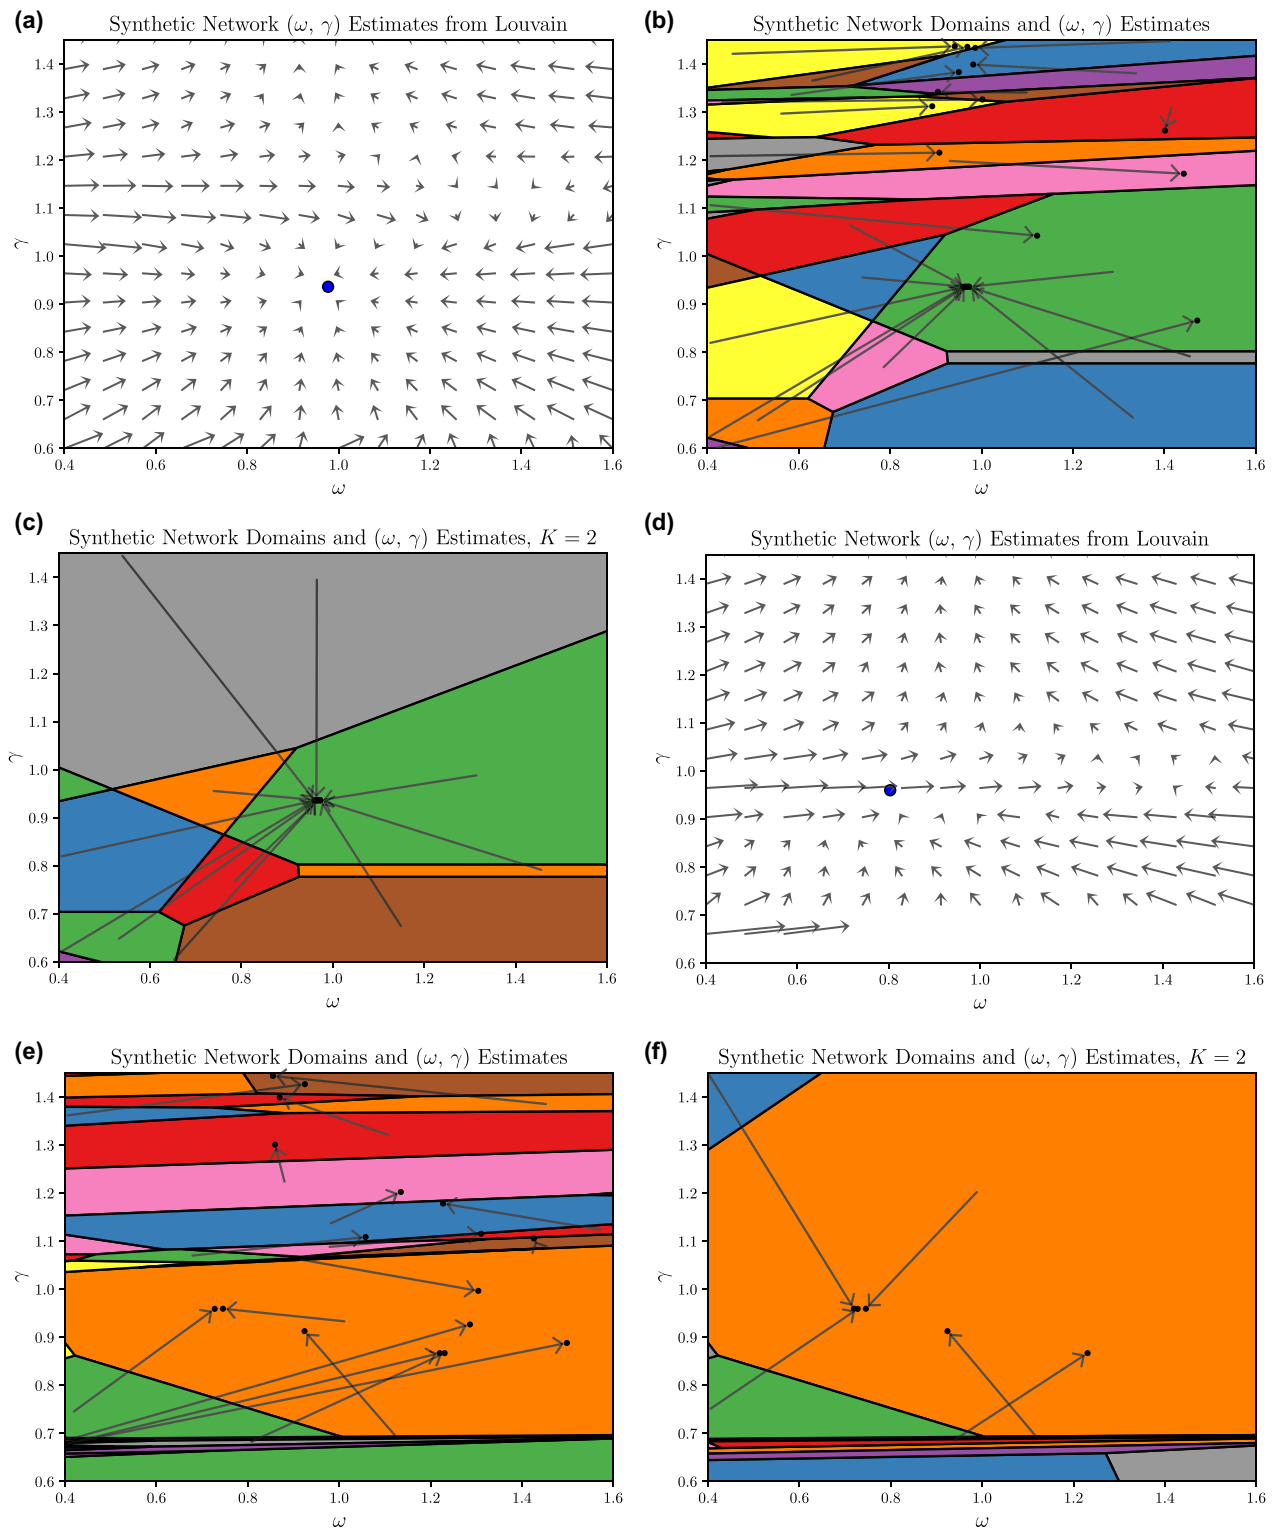 (a)
Synthetic Network (ω, γ) Estimates from Louvain
1.4
1.3
1.2
1.1
1.0
0.9
0.8
0.7
0.6
γ
0.4 0.6 0.8 1.0 1.2 1.4 1.6
ω
(b)
Synthetic Network Domains and (ω, γ) Estimates
1.4
1.3
1.2
1.1
1.0
0.9
0.8
0.7
0.6
γ
0.4 0.6 0.8 1.0 1.2 1.4 1.6
ω
(c)
Synthetic Network Domains and (ω, γ) Estimates, K = 2
1.4
1.3
1.2
1.1
1.0
0.9
0.8
0.7
0.6
γ
0.4 0.6 0.8 1.0 1.2 1.4 1.6
ω
(d)
Synthetic Network (ω, γ) Estimates from Louvain
1.4
1.3
1.2
1.1
1.0
0.9
0.8
0.7
0.6
γ
0.4 0.6 0.8 1.0 1.2 1.4 1.6
ω
(e)
Synthetic Network Domains and (ω, γ) Estimates
1.4
1.3
1.2
1.1
1.0
0.9
0.8
0.7
0.6
γ
0.4 0.6 0.8 1.0 1.2 1.4 1.6
ω
(f)
Synthetic Network Domains and (ω, γ) Estimates, K = 2
1.4
1.3
1.2
1.1
1.0
0.9
0.8
0.7
0.6
γ
0.4 0.6 0.8 1.0 1.2 1.4 1.6
ω